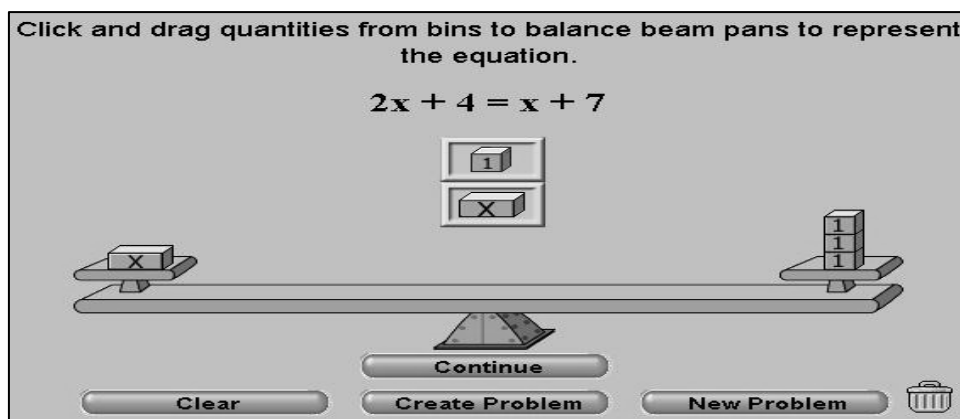 Click and drag quantities from bins to balance beam pans to represent
the equation.
2x + 4 = x + 7
1
X
X
1
1
1
Continue
Clear
Create Problem
New Problem